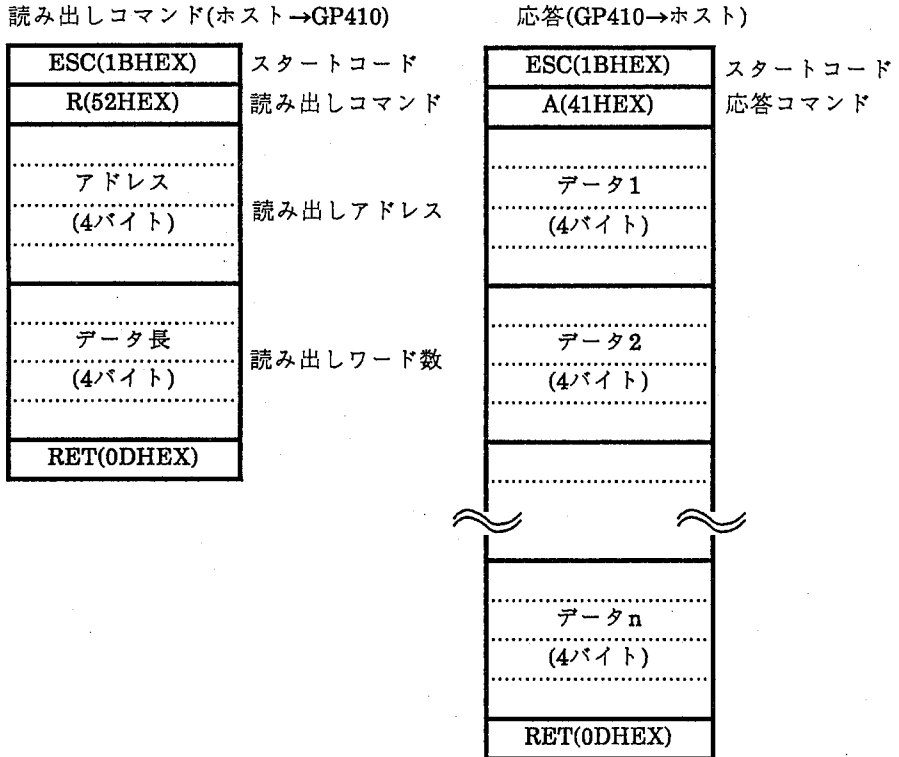 読み出しコマンド(ホスト→GP410)
ESC(1BHEX) スタートコード
R(52HEX) 読み出しコマンド
アドレス
(4バイト)
読み出しアドレス
データ長
(4バイト)
読み出しワード数
RET(0DHEX)
応答(GP410→ホスト)
ESC(1BHEX) スタートコード
A(41HEX) 応答コマンド
データ1
(4バイト)
データ2
(4バイト)
データn
(4バイト)
RET(0DHEX)